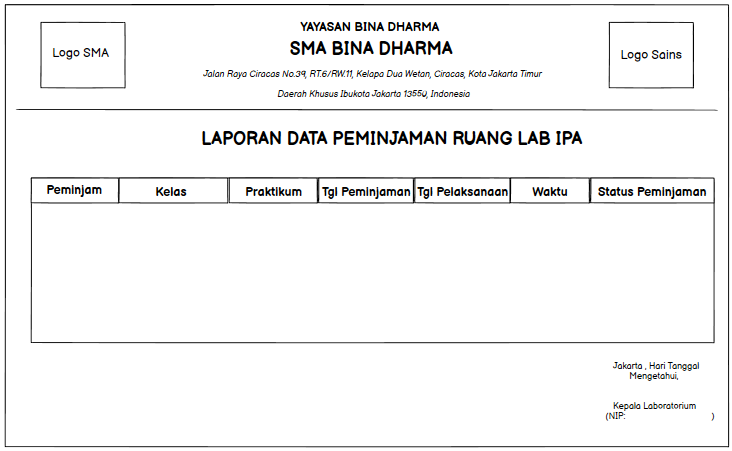 YAYASAN BINA DHARMA
Logo SMA
SMA BINA DHARMA
Logo Sains
Jalan Raya Ciracas No.39, RT.6/RW.11, Kelapa Dua Wetan, Ciracas, Kota Jakarta Timur
Daerah Khusus Ibukota Jakarta 13550, Indonesia
LAPORAN DATA PEMINJAMAN RUANG LAB IPA
Peminjam Kelas Praktikum Tgl Peminjaman Tgl Pelaksanaan Waktu Status Peminjaman
Jakarta , Hari Tanggal
Mengetahui,
Kepala Laboratorium
(NIP: )